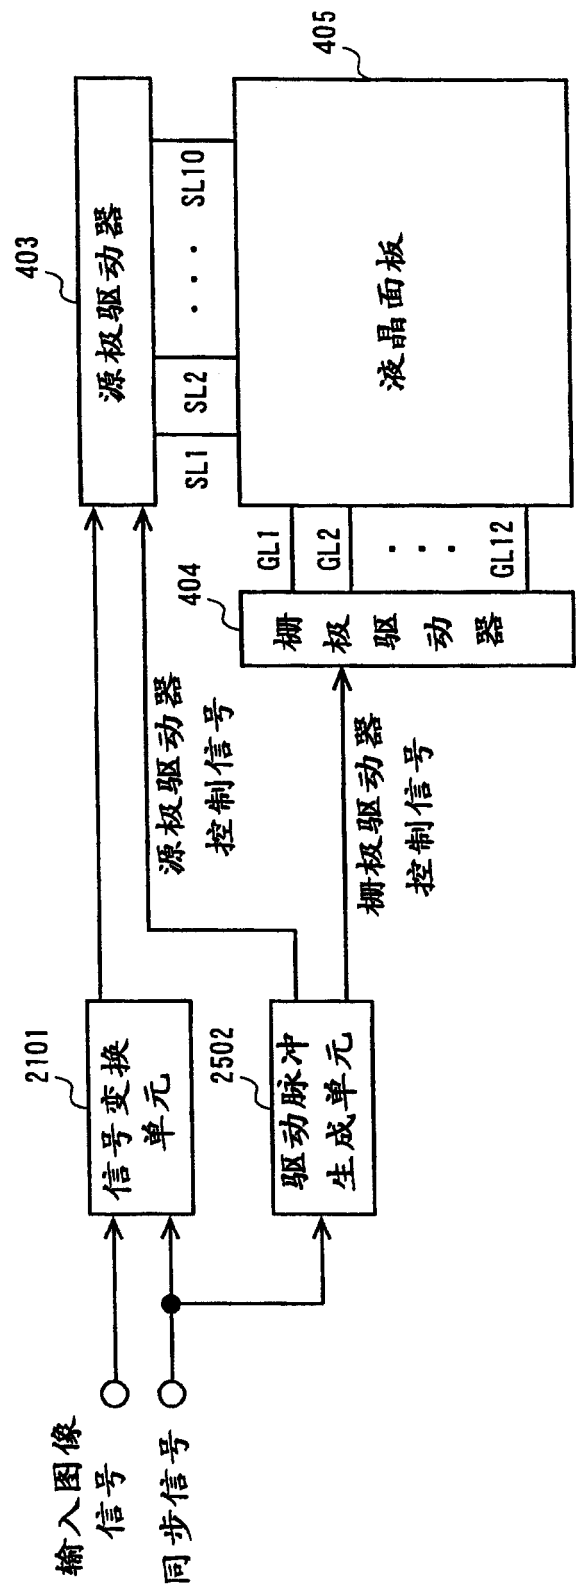 输入图像
信号
同步信号
2101
信号变换
单元
2502
驱动脉冲
生成单元
源极驱动器
控制信号
栅极驱动器
控制信号
403
源极驱动器
SL1
SL2
· · ·
SL10
404
栅极驱动器
GL1
GL2
· · ·
GL12
405
液晶面板